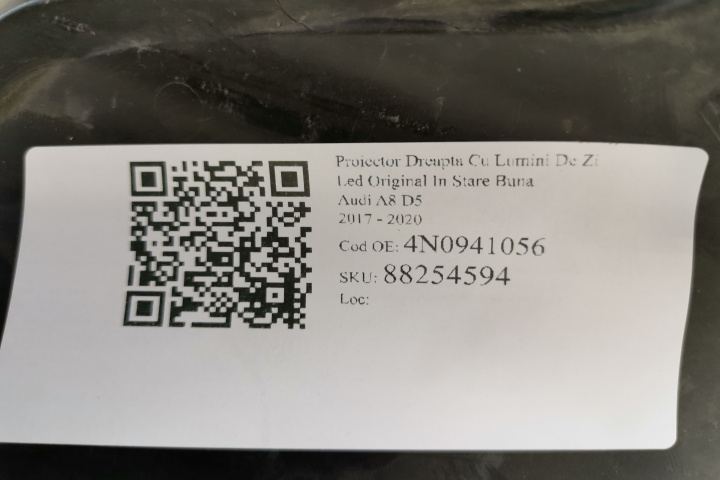 Proiector Dreapta Cu Lumini De Zi
Led Original In Stare Buna
Audi A8 D5
2017 - 2020
Cod OE: 4N0941056
SKU: 88254594
Loc: